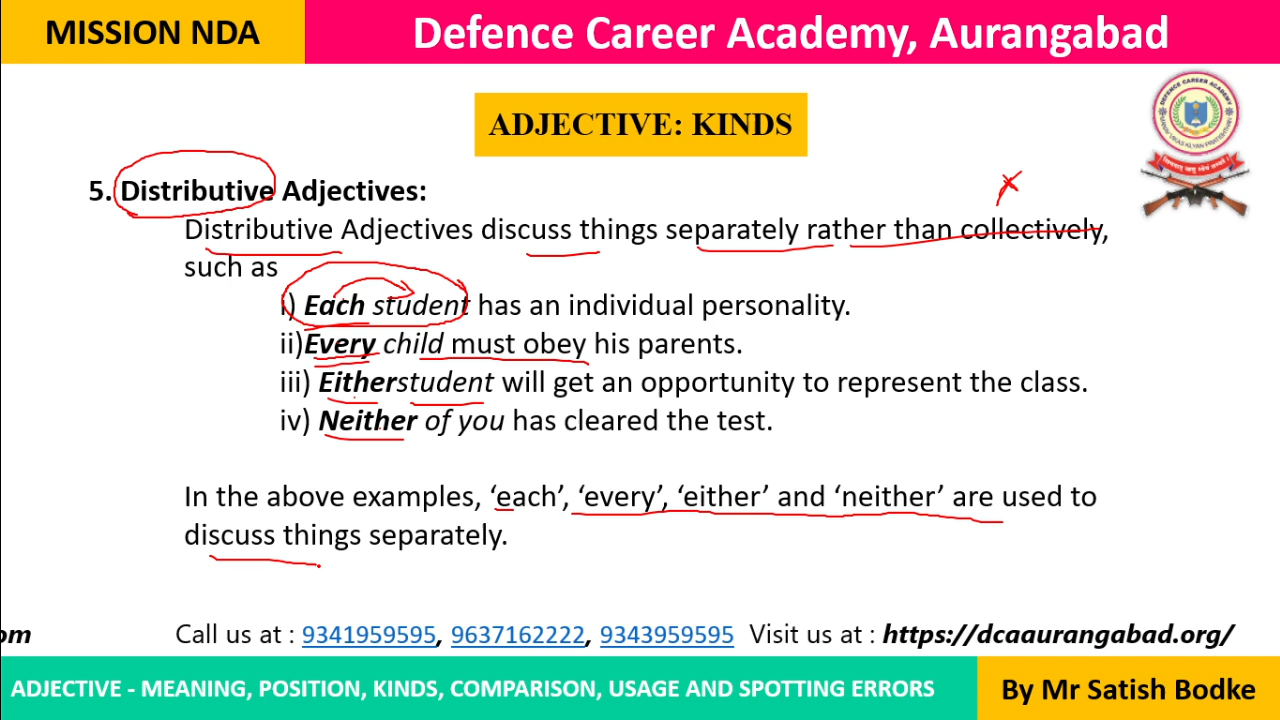 MISSION NDA
Defence Career Academy, Aurangabad
ADJECTIVE: KINDS
5. Distributive Adjectives:
Distributive Adjectives discuss things separately rather than collectively,
such as
i) Each student has an individual personality.
ii)Every child must obey his parents.
iii) Eitherstudent will get an opportunity to represent the class.
iv) Neither of you has cleared the test.
In the above examples, ‘each’, ‘every’, ‘either’ and ‘neither’ are used to
discuss things separately.
om Call us at : 9341959595, 9637162222, 9343959595 Visit us at : https://dcaaurangabad.org/
ADJECTIVE - MEANING, POSITION, KINDS, COMPARISON, USAGE AND SPOTTING ERRORS
By Mr Satish Bodke